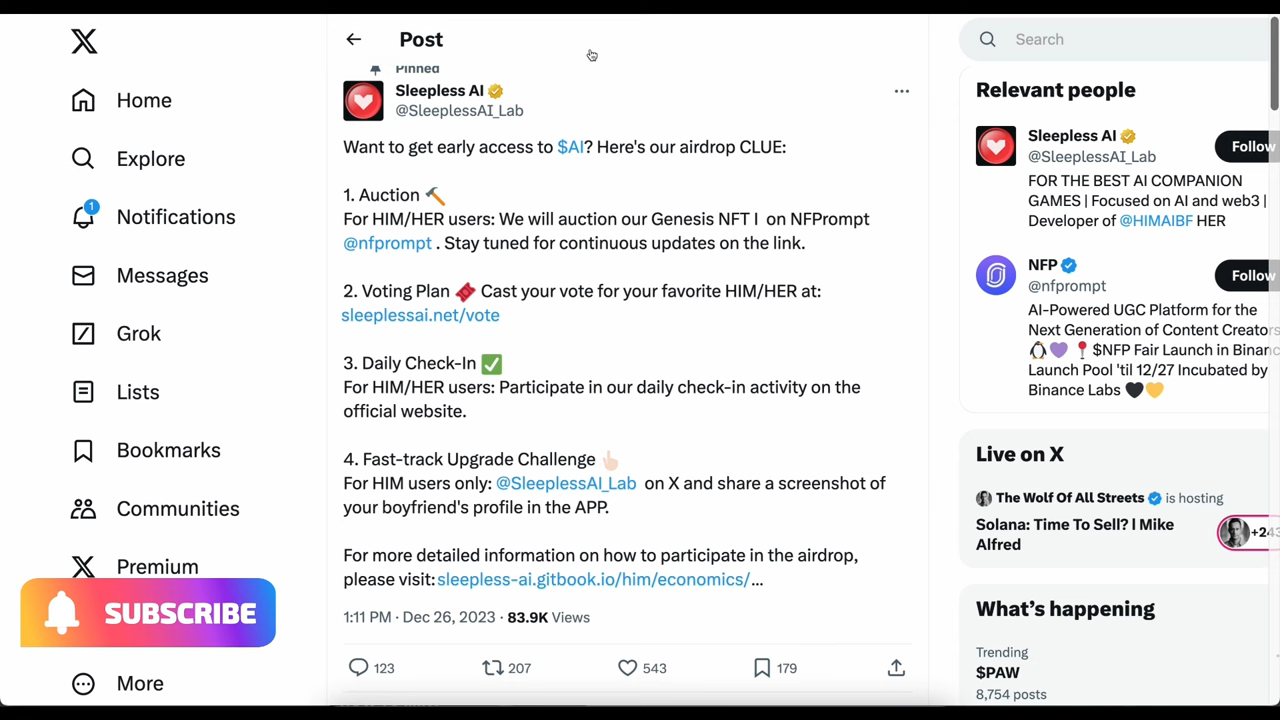 Home
Explore
1
Notifications
Messages
Grok
Lists
Bookmarks
Communities
Premium
SUBSCRIBE
More
Post
Pinned
Sleepless AI
@SleeplessAI_Lab
Want to get early access to $AI? Here's our airdrop CLUE:
1. Auction 🔨
For HIM/HER users: We will auction our Genesis NFT I on NFPrompt
@nfprompt . Stay tuned for continuous updates on the link.
2. Voting Plan 🎟️ Cast your vote for your favorite HIM/HER at:
sleeplessai.net/vote
3. Daily Check-In ✅
For HIM/HER users: Participate in our daily check-in activity on the
official website.
4. Fast-track Upgrade Challenge 👆🏻
For HIM users only: @SleeplessAI_Lab on X and share a screenshot of
your boyfriend's profile in the APP.
For more detailed information on how to participate in the airdrop,
please visit:sleepless-ai.gitbook.io/him/economics/...
1:11 PM · Dec 26, 2023 · 83.9K Views
123
207
543
179
Search
Relevant people
Sleepless AI
@SleeplessAI_Lab
Follow
FOR THE BEST AI COMPANION
GAMES | Focused on AI and web3 |
Developer of @HIMAIBF HER
NFP
@nfprompt
Follow
AI-Powered UGC Platform for the
Next Generation of Content Creators
🐧💜 📍$NFP Fair Launch in Binanc
Launch Pool 'til 12/27 Incubated by
Binance Labs 🖤💛
Live on X
The Wolf Of All Streets is hosting
Solana: Time To Sell? l Mike
Alfred
+243
What's happening
Trending
$PAW
8,754 posts